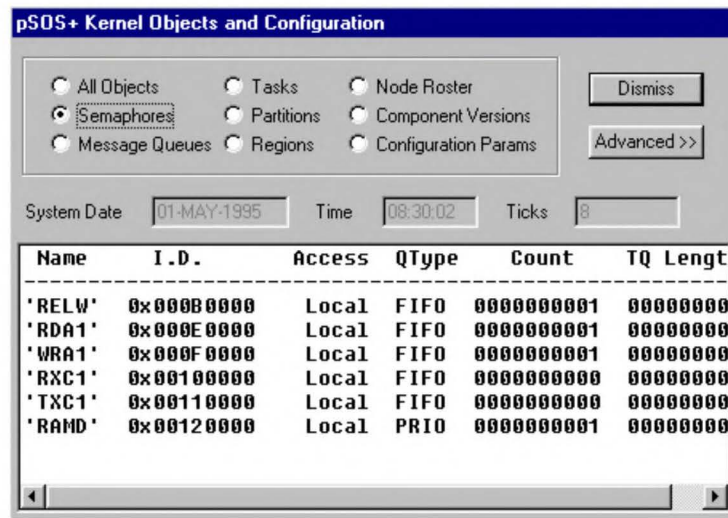 pSOS+ Kernel Objects and Configuration
All Objects Tasks Node Roster Dismiss
Semaphores Partitions Component Versions
Message Queues Regions Configuration Params Advanced >>
System Date 01-MAY-1995 Time 08:30:02 Ticks 8
Name I.D. Access QType Count TQ Lengt
'RELW' 0x000B0000 Local FIFO 0000000001 00000000
'RDA1' 0x000E0000 Local FIFO 0000000001 00000000
'WRA1' 0x000F0000 Local FIFO 0000000001 00000000
'RXC1' 0x00100000 Local FIFO 0000000000 00000000
'TXC1' 0x00110000 Local FIFO 0000000000 00000000
'RAMD' 0x00120000 Local PRIO 0000000001 00000000